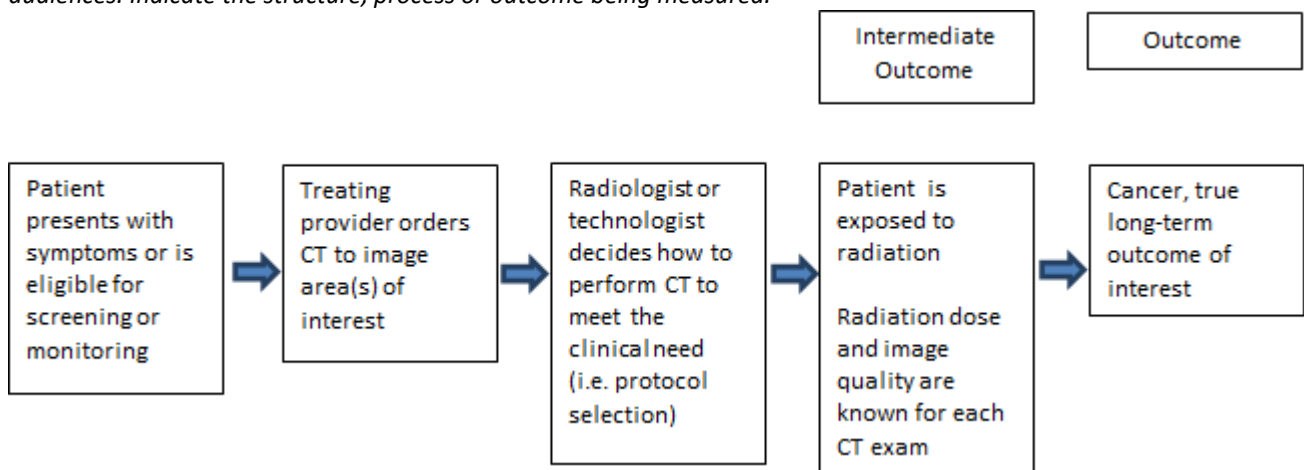 audiences. Indicate the structure, process or outcome being measured.
Intermediate
Outcome
Outcome
Patient
presents with
symptoms or is
eligible for
screening or
monitoring
Treating
provider orders
CT to image
area(s) of
interest
Radiologist or
technologist
decides how to
perform CT to
meet the
clinical need
(i.e. protocol
selection)
Patient is
exposed to
radiation
Radiation dose
and image
quality are
known for each
CT exam
Cancer, true
long-term
outcome of
interest